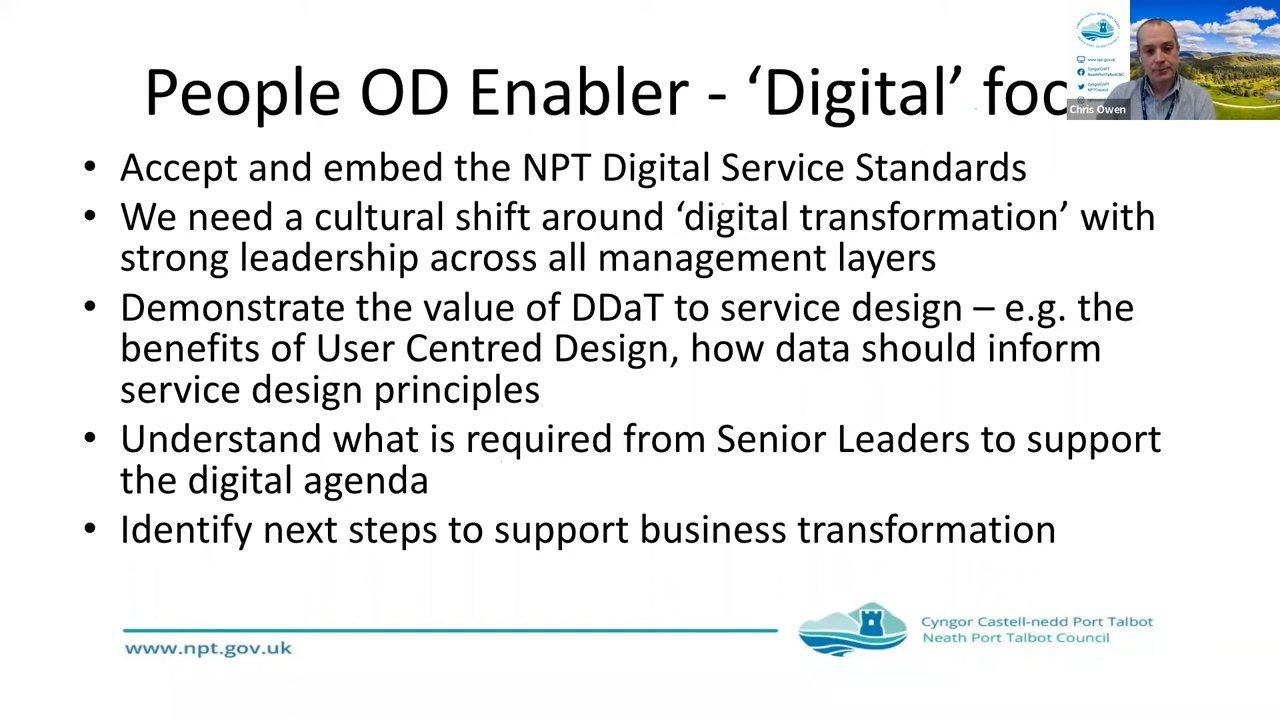 People OD Enabler - ‘Digital’ foc
• Accept and embed the NPT Digital Service Standards
• We need a cultural shift around ‘digital transformation’ with
strong leadership across all management layers
• Demonstrate the value of DDaT to service design – e.g. the
benefits of User Centred Design, how data should inform
service design principles
• Understand what is required from Senior Leaders to support
the digital agenda
• Identify next steps to support business transformation
www.npt.gov.uk
Cyngor Castell-nedd Port Talbot
Neath Port Talbot Council
www.npt.gov.uk
Chris Owen